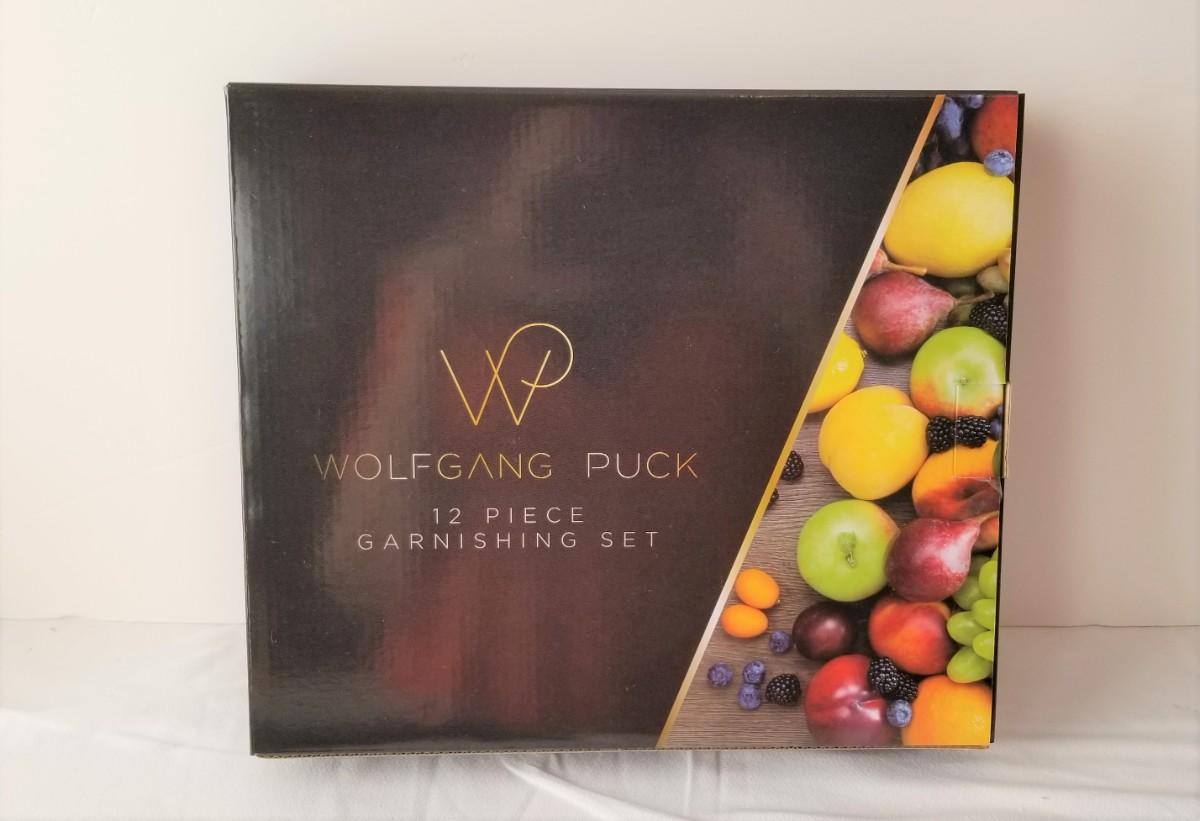 WP
WOLFGANG PUCK
12 PIECE
GARNISHING SET